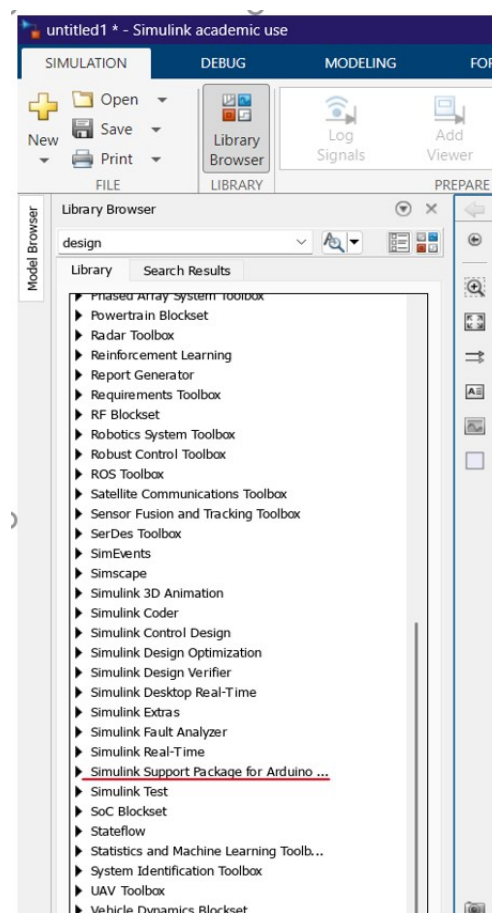 untitled1 * - Simulink academic use
SIMULATION DEBUG MODELING FOR
New Open Save Print
Library Browser
Log Signals
Add Viewer
FILE LIBRARY PREPARE
Model Browser
Library Browser
design
Library Search Results
Phased Array System Toolbox
Powertrain Blockset
Radar Toolbox
Reinforcement Learning
Report Generator
Requirements Toolbox
RF Blockset
Robotics System Toolbox
Robust Control Toolbox
ROS Toolbox
Satellite Communications Toolbox
Sensor Fusion and Tracking Toolbox
SerDes Toolbox
SimEvents
Simscape
Simulink 3D Animation
Simulink Coder
Simulink Control Design
Simulink Design Optimization
Simulink Design Verifier
Simulink Desktop Real-Time
Simulink Extras
Simulink Fault Analyzer
Simulink Real-Time
Simulink Support Package for Arduino ...
Simulink Test
SoC Blockset
Stateflow
Statistics and Machine Learning Toolb...
System Identification Toolbox
UAV Toolbox
Vehicle Dynamics Blockset